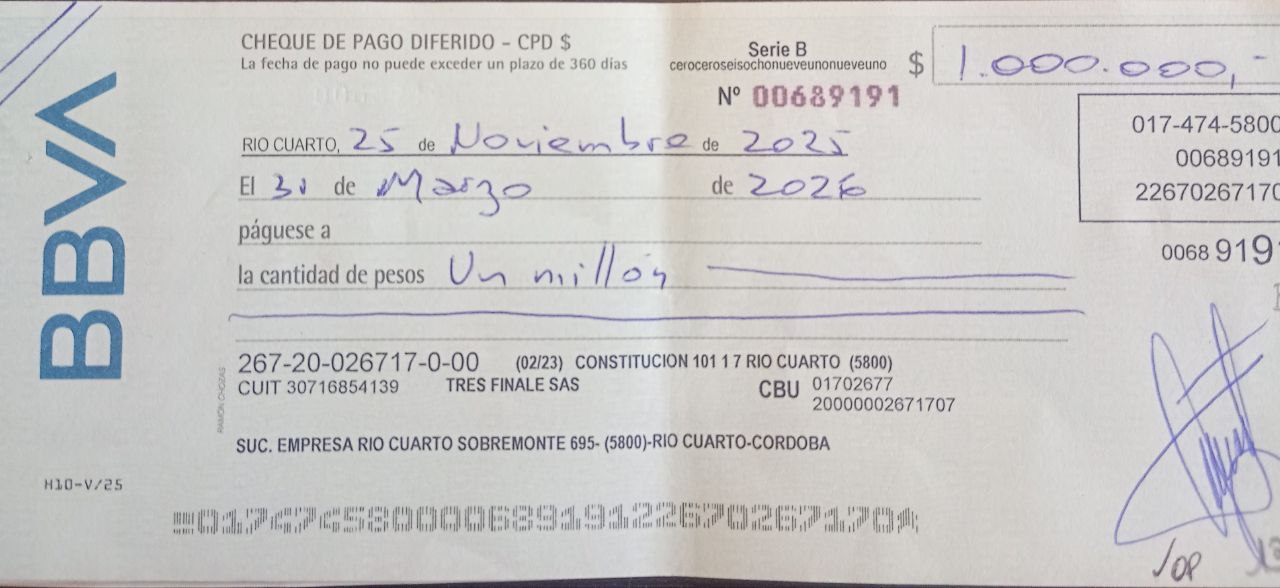 BBVA
CHEQUE DE PAGO DIFERIDO - CPD $
La fecha de pago no puede exceder un plazo de 360 días
Serie B
ceroceroseisochonueveunonueveuno
Nº 00689191
$ 1.000.000,-
017-474-5800
00689191
22670267170
0068 919
RIO CUARTO, 25 de Noviembre de 2025
El 31 de Marzo de 2026
páguese a
la cantidad de pesos Un millón
267-20-026717-0-00 (02/23) CONSTITUCION 101 1 7 RIO CUARTO (5800)
CUIT 30716854139 TRES FINALE SAS CBU 01702677
20000002671707
RAMON CHOZAS
SUC. EMPRESA RIO CUARTO SOBREMONTE 695- (5800)-RIO CUARTO-CORDOBA
H10-V/25
01747458000068919122670267170